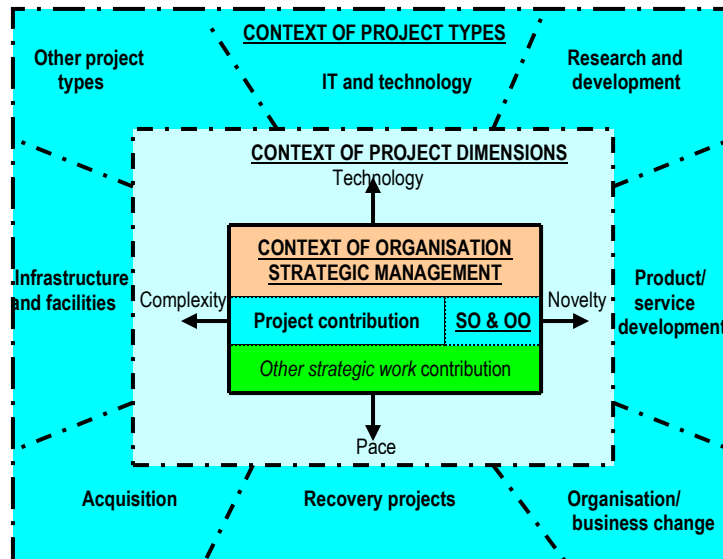 CONTEXT OF PROJECT TYPES
Other project
types
IT and technology
Research and
development
CONTEXT OF PROJECT DIMENSIONS
Technology
CONTEXT OF ORGANISATION
STRATEGIC MANAGEMENT
Infrastructure
and facilities
Complexity
Project contribution
SO & OO
Novelty
Product/
service
development
Other strategic work contribution
Pace
Acquisition
Recovery projects
Organisation/
business change